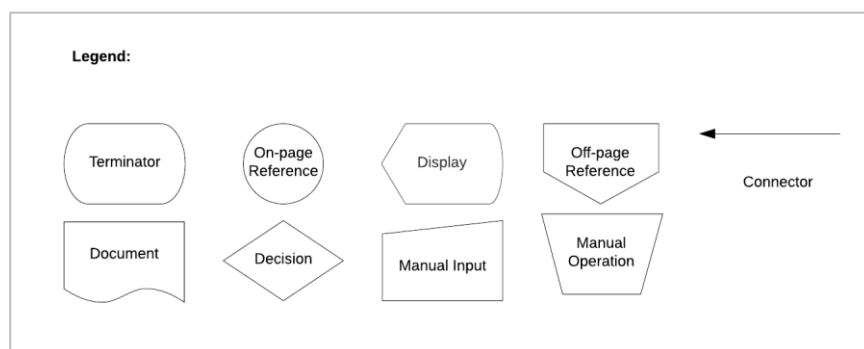 Legend:
Terminator
On-page
Reference
Display
Off-page
Reference
Connector
Document
Decision
Manual Input
Manual
Operation